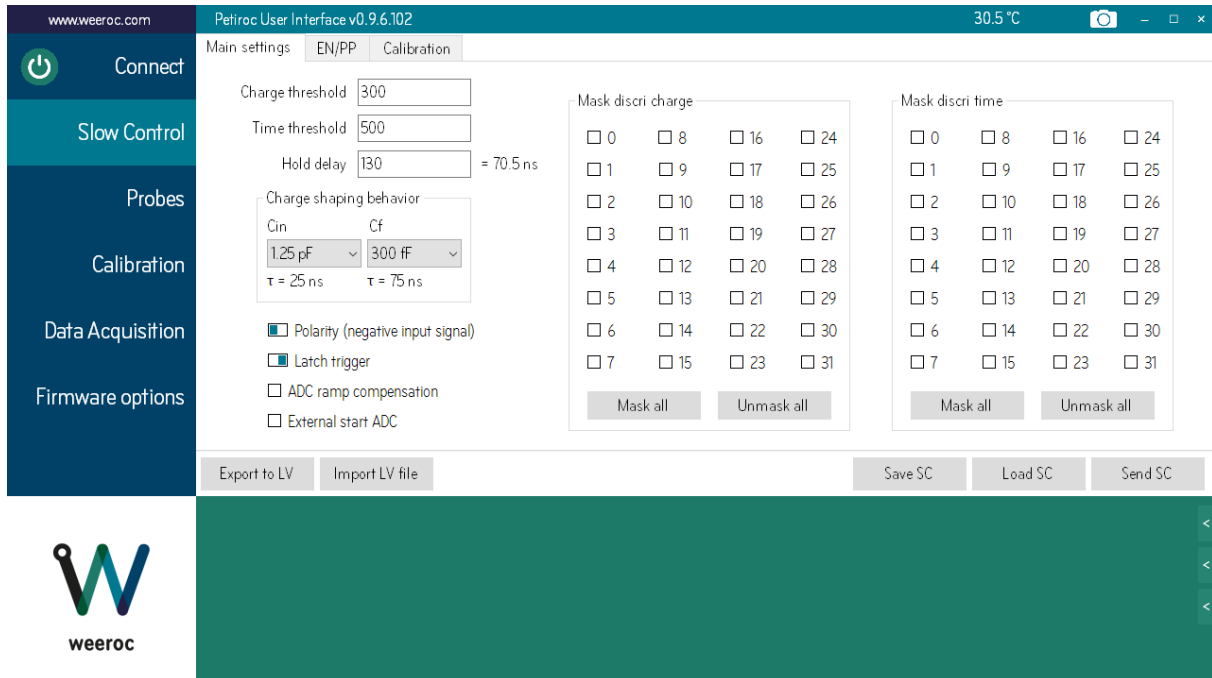 www.weeroc.com
Petiroc User Interface v0.9.6.102
30.5 °C
Connect
Slow Control
Probes
Calibration
Data Acquisition
Firmware options
Main settings EN/PP Calibration
Charge threshold 300
Time threshold 500
Hold delay 130 = 70.5 ns
Charge shaping behavior
Cin Cf
1.25 pF 300 fF
τ = 25 ns τ = 75 ns
Polarity (negative input signal)
Latch trigger
ADC ramp compensation
External start ADC
Mask discri charge
0 8 16 24
1 9 17 25
2 10 18 26
3 11 19 27
4 12 20 28
5 13 21 29
6 14 22 30
7 15 23 31
Mask all Unmask all
Mask discri time
0 8 16 24
1 9 17 25
2 10 18 26
3 11 19 27
4 12 20 28
5 13 21 29
6 14 22 30
7 15 23 31
Mask all Unmask all
Export to LV Import LV file Save SC Load SC Send SC
<
<
<
weeroc